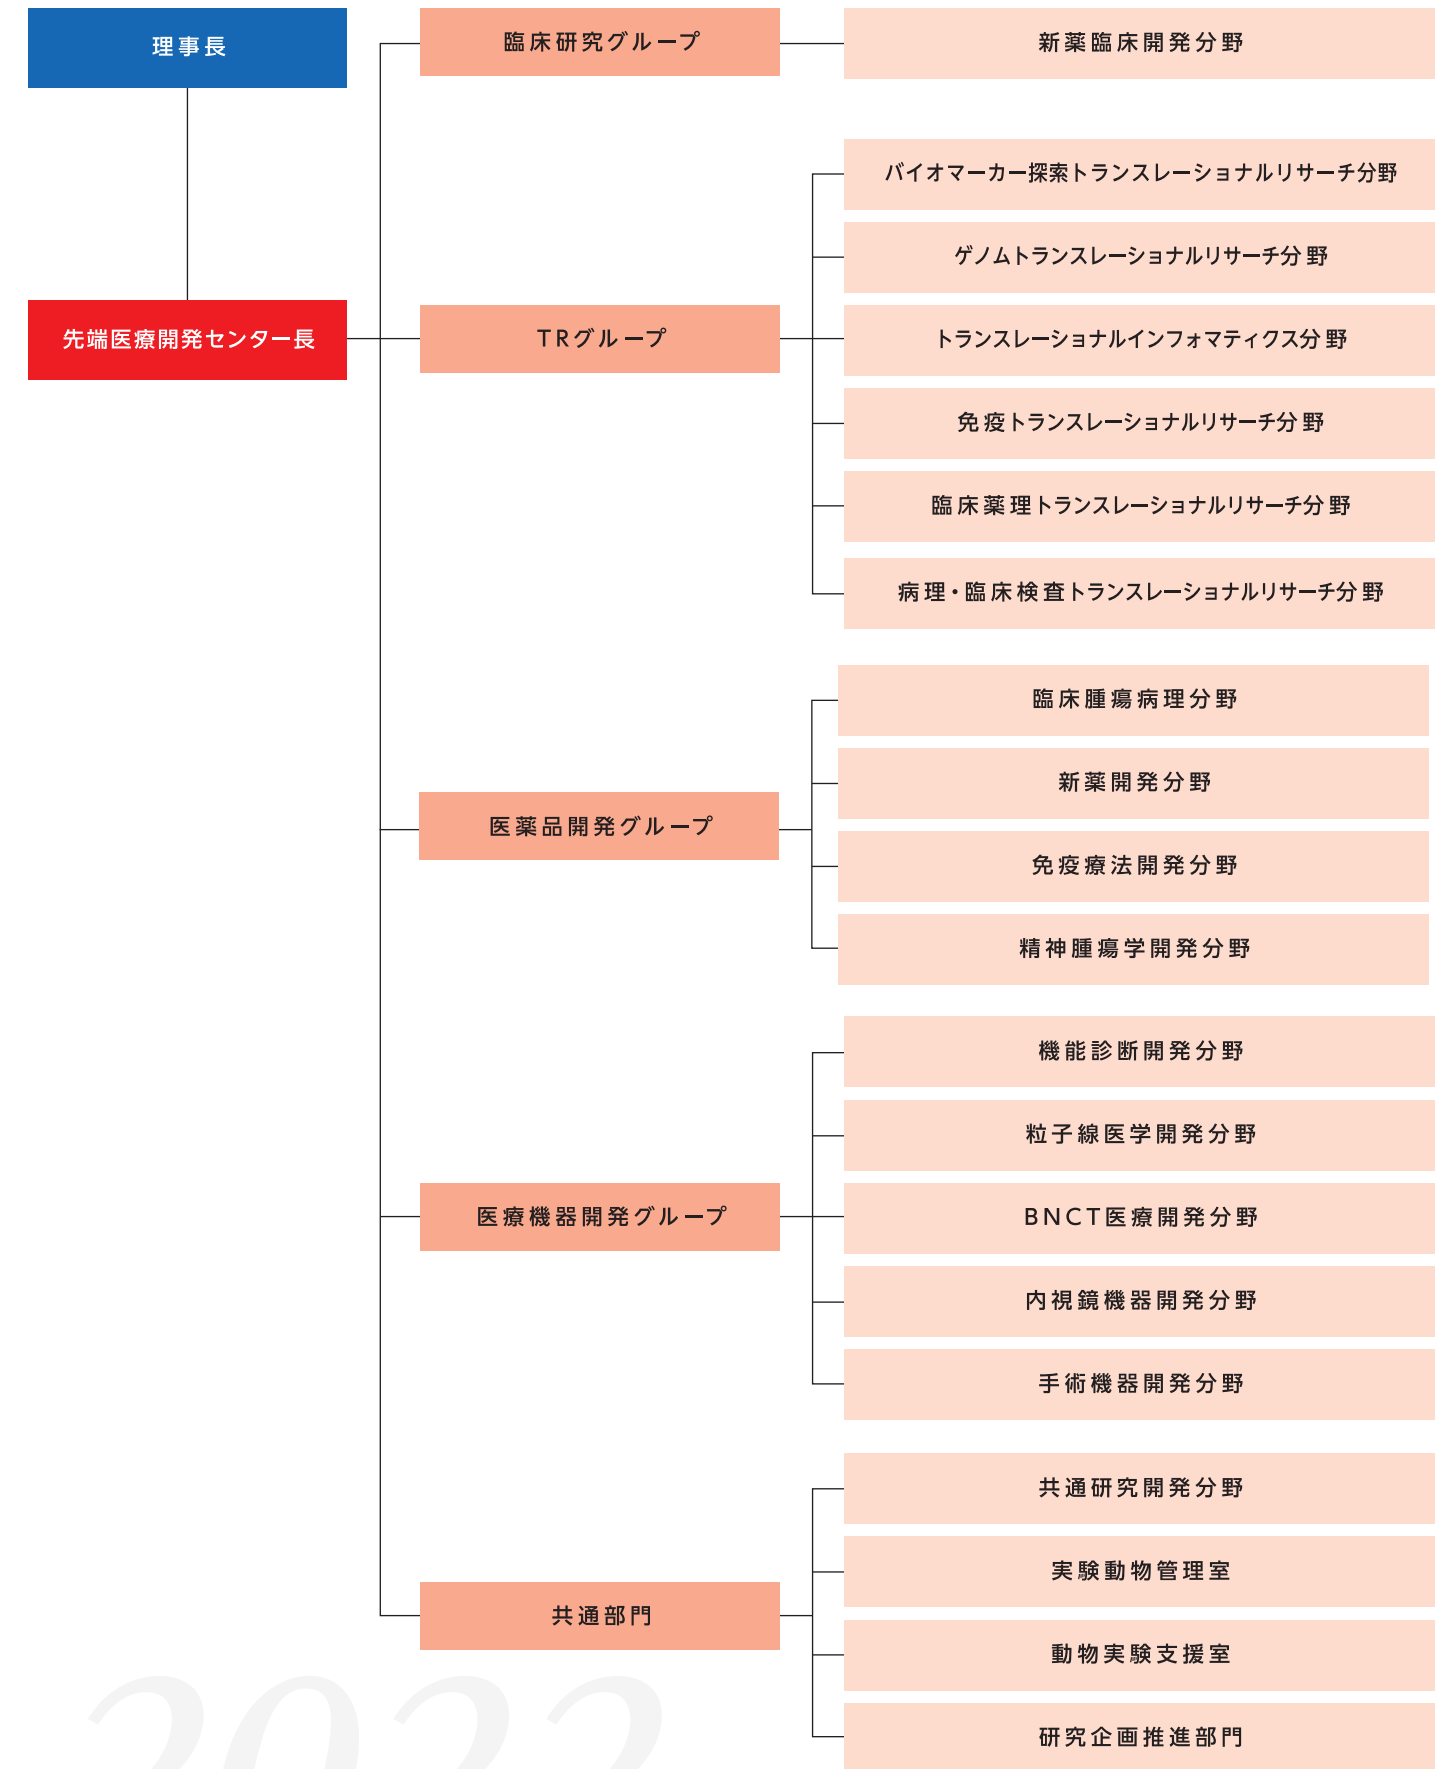 理事長
先端医療開発センター長
臨床研究グループ
新薬臨床開発分野
TRグループ
バイオマーカー探索トランスレーショナルリサーチ分野
ゲノムトランスレーショナルリサーチ分野
トランスレーショナルインフォマティクス分野
免疫トランスレーショナルリサーチ分野
臨床薬理トランスレーショナルリサーチ分野
病理・臨床検査トランスレーショナルリサーチ分野
医薬品開発グループ
臨床腫瘍病理分野
新薬開発分野
免疫療法開発分野
精神腫瘍学開発分野
医療機器開発グループ
機能診断開発分野
粒子線医学開発分野
BNCT医療開発分野
内視鏡機器開発分野
手術機器開発分野
共通部門
共通研究開発分野
実験動物管理室
動物実験支援室
研究企画推進部門
2022